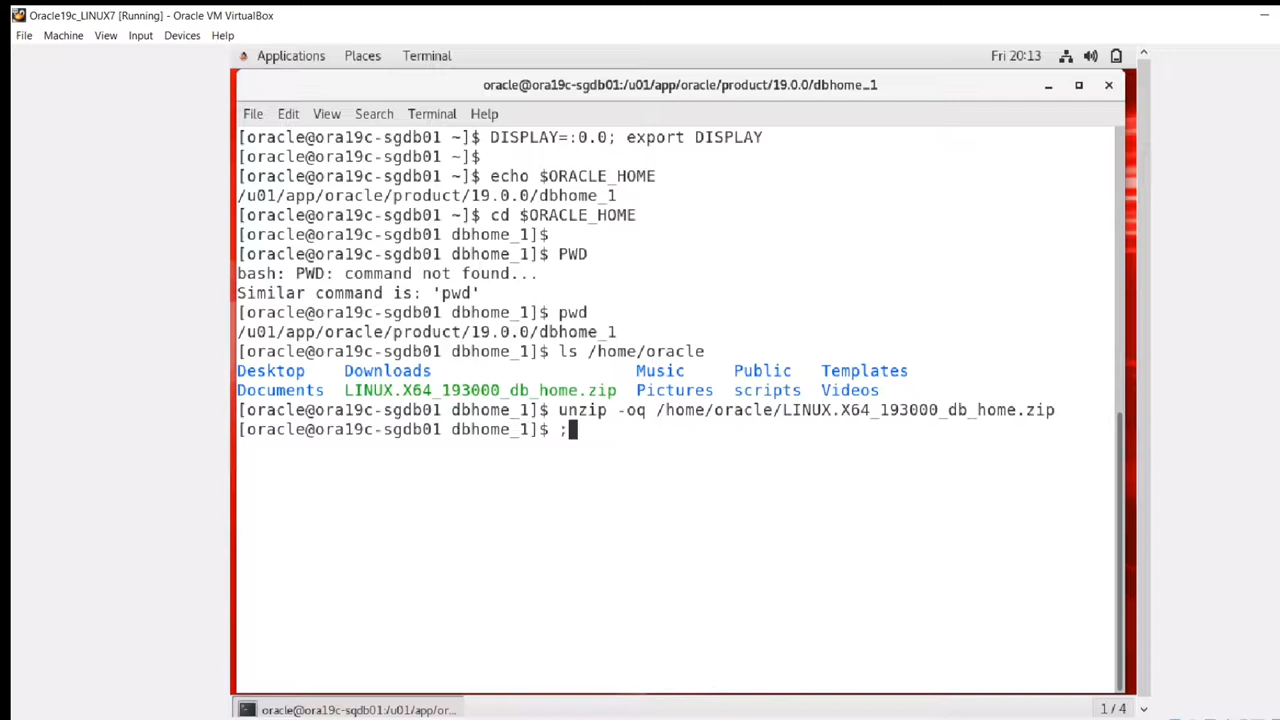 Oracle19c_LINUX7 [Running] - Oracle VM VirtualBox
File Machine View Input Devices Help
Applications Places Terminal Fri 20:13
oracle@ora19c-sgdb01:/u01/app/oracle/product/19.0.0/dbhome_1
File Edit View Search Terminal Help
[oracle@ora19c-sgdb01 ~]$ DISPLAY=:0.0; export DISPLAY
[oracle@ora19c-sgdb01 ~]$
[oracle@ora19c-sgdb01 ~]$ echo $ORACLE_HOME
/u01/app/oracle/product/19.0.0/dbhome_1
[oracle@ora19c-sgdb01 ~]$ cd $ORACLE_HOME
[oracle@ora19c-sgdb01 dbhome_1]$
[oracle@ora19c-sgdb01 dbhome_1]$ PWD
bash: PWD: command not found...
Similar command is: 'pwd'
[oracle@ora19c-sgdb01 dbhome_1]$ pwd
/u01/app/oracle/product/19.0.0/dbhome_1
[oracle@ora19c-sgdb01 dbhome_1]$ ls /home/oracle
Desktop Downloads Music Public Templates
Documents LINUX.X64_193000_db_home.zip Pictures scripts Videos
[oracle@ora19c-sgdb01 dbhome_1]$ unzip -oq /home/oracle/LINUX.X64_193000_db_home.zip
[oracle@ora19c-sgdb01 dbhome_1]$ ;
oracle@ora19c-sgdb01:/u01/app/or... 1 / 4